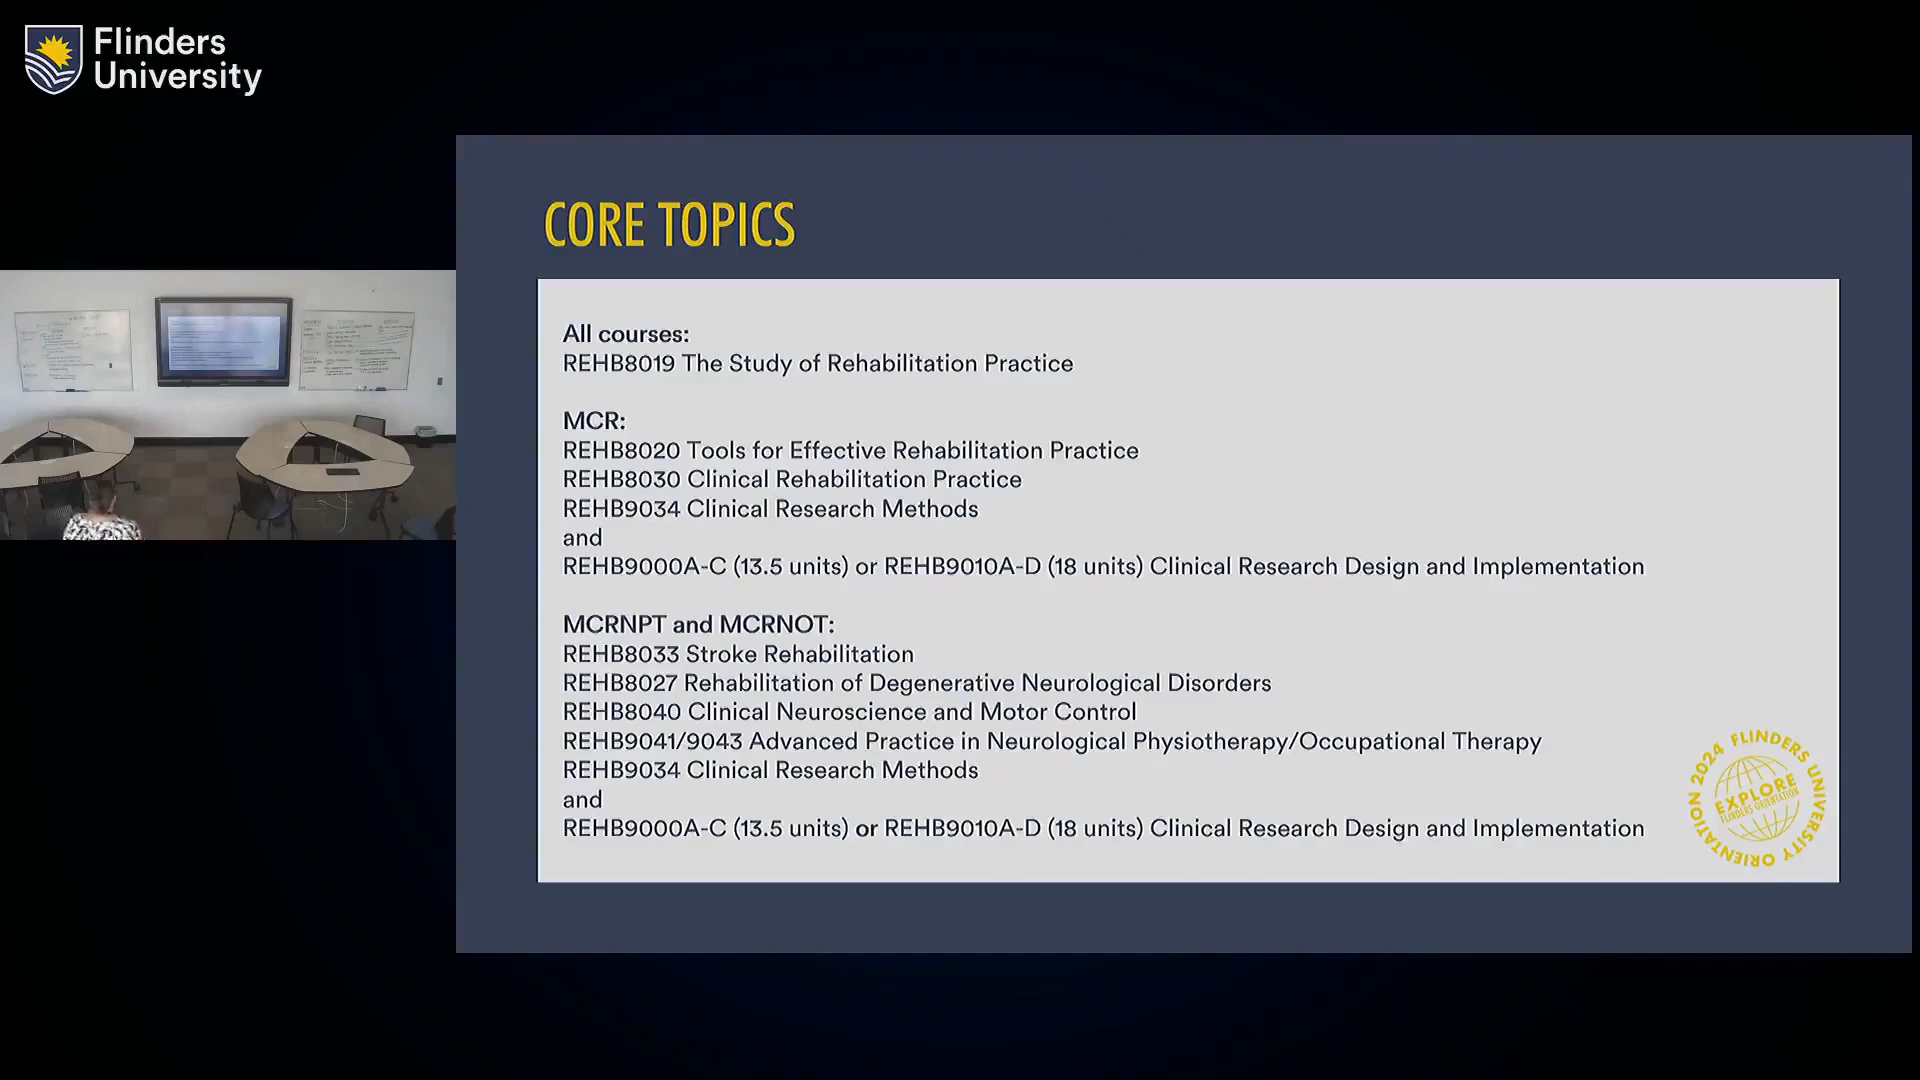 Flinders
University
CORE TOPICS
All courses:
REHB8019 The Study of Rehabilitation Practice
MCR:
REHB8020 Tools for Effective Rehabilitation Practice
REHB8030 Clinical Rehabilitation Practice
REHB9034 Clinical Research Methods
and
REHB9000A-C (13.5 units) or REHB9010A-D (18 units) Clinical Research Design and Implementation
MCRNPT and MCRNOT:
REHB8033 Stroke Rehabilitation
REHB8027 Rehabilitation of Degenerative Neurological Disorders
REHB8040 Clinical Neuroscience and Motor Control
REHB9041/9043 Advanced Practice in Neurological Physiotherapy/Occupational Therapy
REHB9034 Clinical Research Methods
and
REHB9000A-C (13.5 units) or REHB9010A-D (18 units) Clinical Research Design and Implementation
FLINDERS UNIVERSITY ORIENTATION 2024
EXPLORE
FLINDERS ORIENTATION